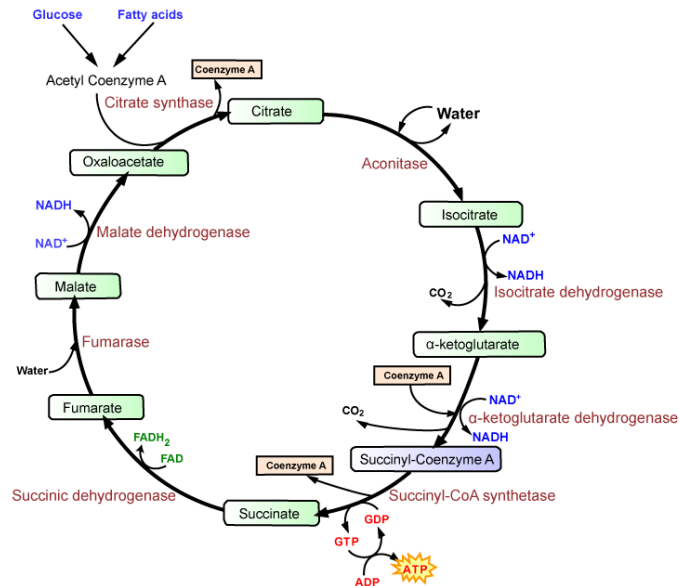 Glucose
Fatty acids
Acetyl Coenzyme A
Coenzyme A
Citrate synthase
Citrate
Water
Aconitase
Oxaloacetate
Isocitrate
NADH
NAD⁺
Malate dehydrogenase
NAD⁺
NADH
CO₂
Isocitrate dehydrogenase
Malate
Fumarase
Water
α-ketoglutarate
Coenzyme A
NAD⁺
CO₂
α-ketoglutarate dehydrogenase
NADH
Fumarate
FADH₂
FAD
Succinyl-Coenzyme A
Coenzyme A
Succinic dehydrogenase
Succinyl-CoA synthetase
Succinate
GDP
GTP
ATP
ADP